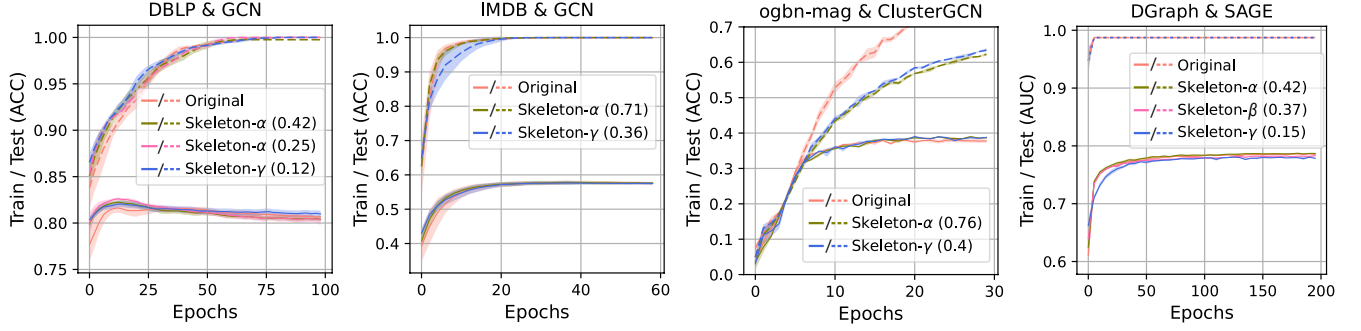 DBLP & GCN
Train / Test (ACC)
1.00
0.95
0.90
0.85
0.80
0.75
Original
Skeleton-α (0.42)
Skeleton-α (0.25)
Skeleton-γ (0.12)
0 25 50 75 100
Epochs
IMDB & GCN
Train / Test (ACC)
1.0
0.9
0.8
0.7
0.6
0.5
0.4
Original
Skeleton-α (0.71)
Skeleton-γ (0.36)
0 20 40 60
Epochs
ogbn-mag & ClusterGCN
Train / Test (ACC)
0.7
0.6
0.5
0.4
0.3
0.2
0.1
0.0
Original
Skeleton-α (0.76)
Skeleton-γ (0.4)
0 10 20 30
Epochs
DGraph & SAGE
Train / Test (AUC)
1.0
0.9
0.8
0.7
0.6
Original
Skeleton-α (0.42)
Skeleton-β (0.37)
Skeleton-γ (0.15)
0 50 100 150 200
Epochs